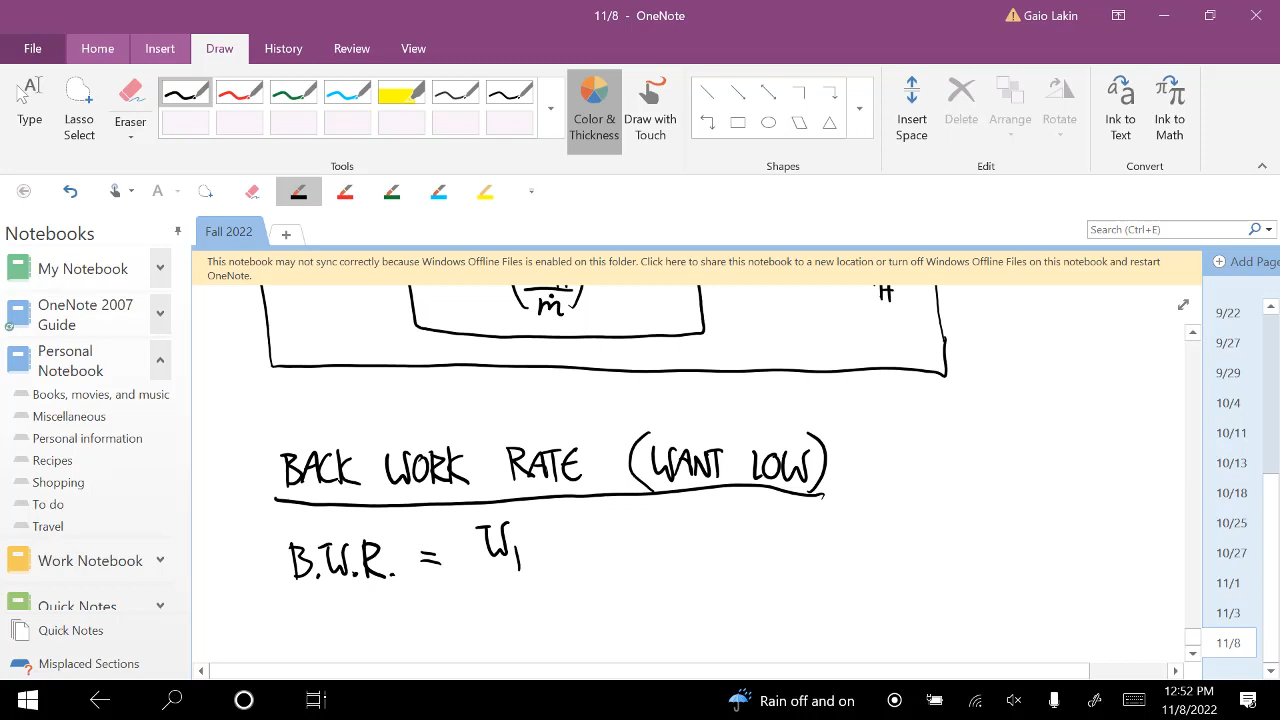 11/8 - OneNote
Gaio Lakin
File Home Insert Draw History Review View
Type
Lasso Select
Eraser
Color & Thickness
Draw with Touch
Insert Space
Delete
Arrange
Rotate
Ink to Text
Ink to Math
Tools
Shapes
Edit
Convert
Notebooks
My Notebook
OneNote 2007 Guide
Personal Notebook
Books, movies, and music
Miscellaneous
Personal information
Recipes
Shopping
To do
Travel
Work Notebook
Quick Notes
Quick Notes
Misplaced Sections
Fall 2022
Search (Ctrl+E)
This notebook may not sync correctly because Windows Offline Files is enabled on this folder. Click here to share this notebook to a new location or turn off Windows Offline Files on this notebook and restart
OneNote.
Add Page
9/22
9/27
9/29
10/4
10/11
10/13
10/18
10/25
10/27
11/1
11/3
11/8
ṁ
BACK WORK RATE (WANT LOW)
B.W.R. = W₁
Rain off and on
12:52 PM
11/8/2022